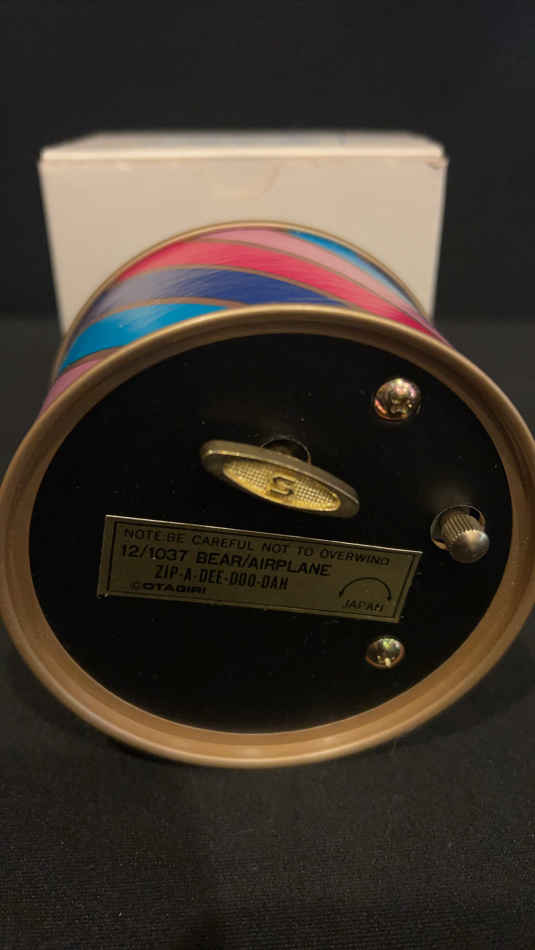 S
NOTE:BE CAREFUL NOT TO OVERWIND
12/1037 BEAR/AIRPLANE
ZIP-A-DEE-DOO-DAH
©OTAGIRI
JAPAN